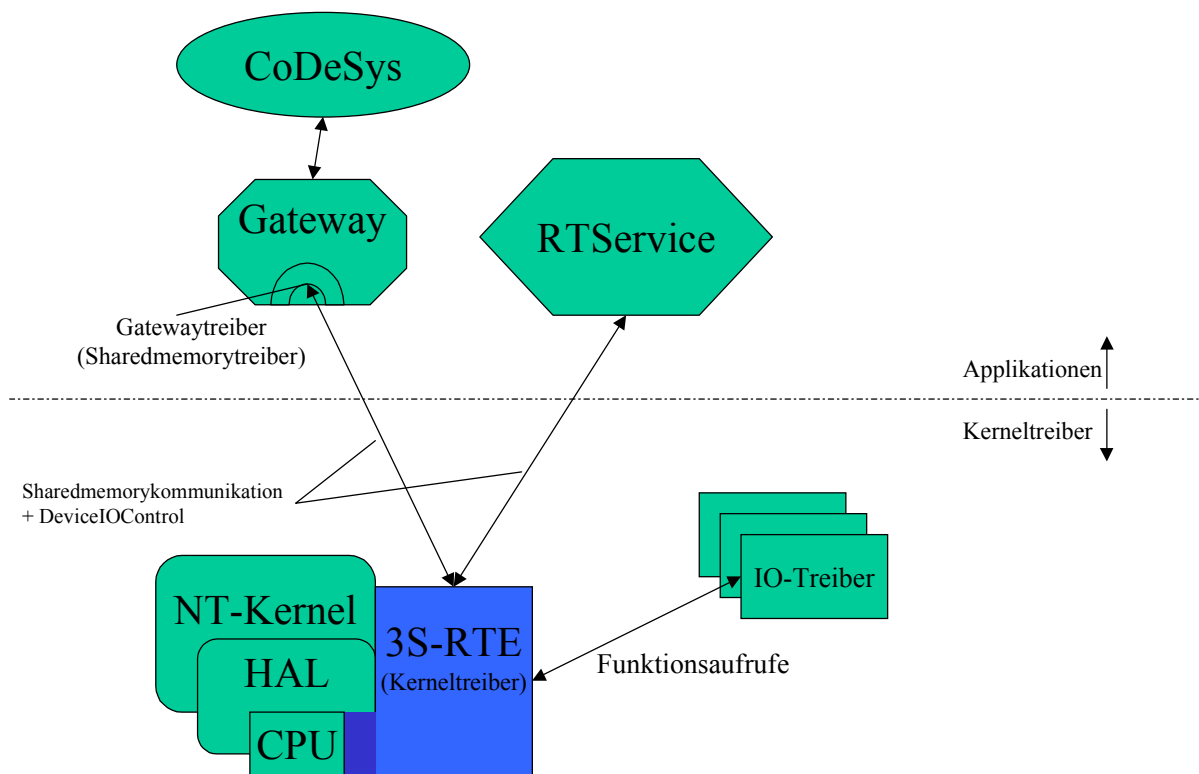 CoDeSys
Gateway
RTService
Gatewaytreiber
(Sharedmemorytreiber)
Applikationen
Kerneltreiber
Sharedmemorykommunikation
+ DeviceIOControl
IO-Treiber
NT-Kernel
3S-RTE
(Kerneltreiber)
Funktionsaufrufe
HAL
CPU